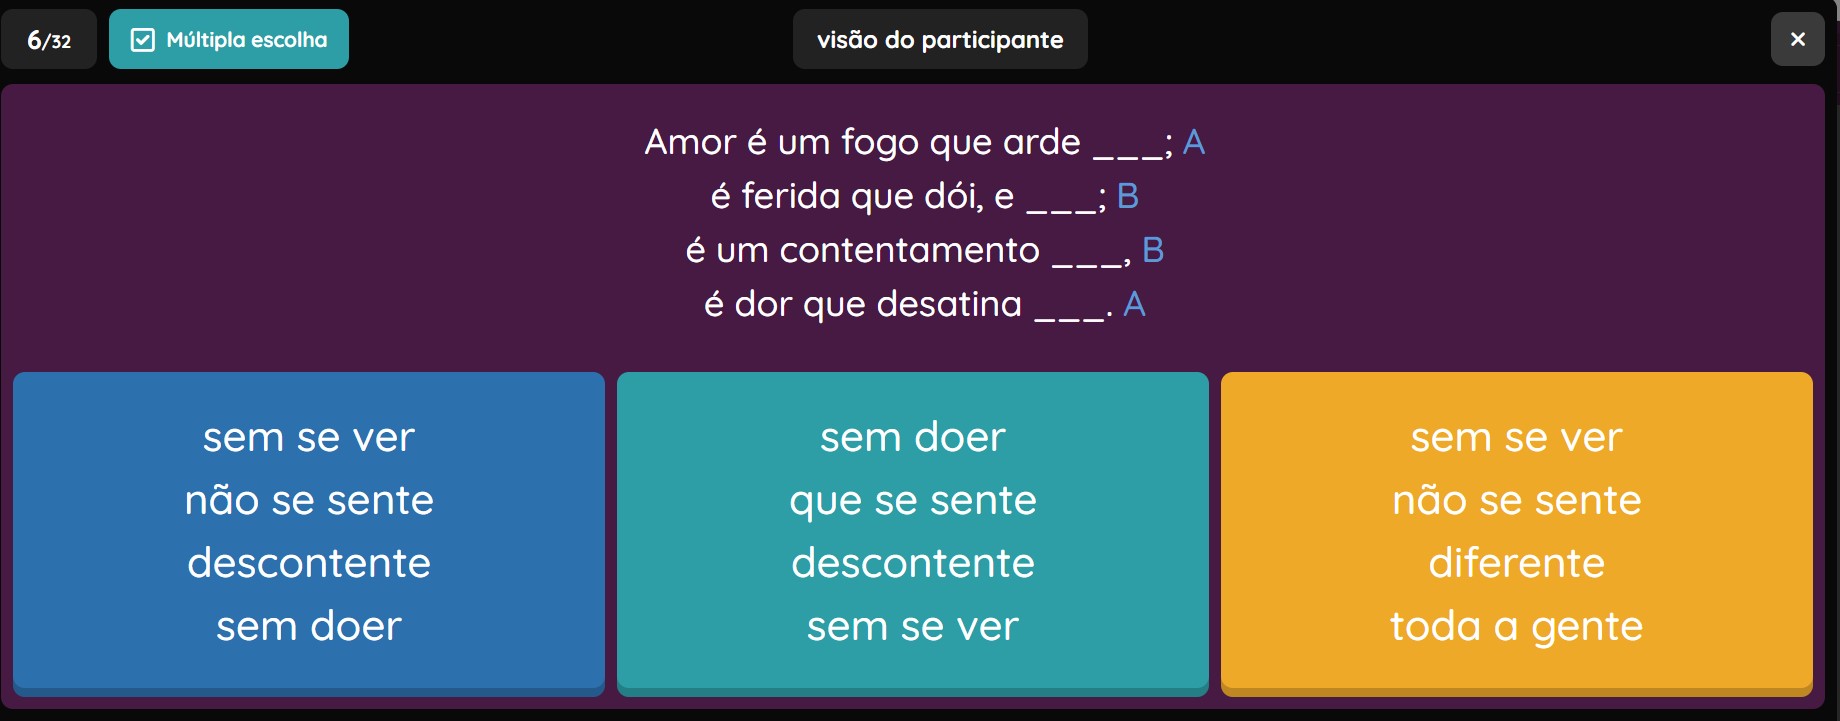 6/32
Múltipla escolha
visão do participante
×
Amor é um fogo que arde ___; A
é ferida que dói, e ___; B
é um contentamento ___, B
é dor que desatina ___. A
sem se ver
não se sente
descontente
sem doer
sem doer
que se sente
descontente
sem se ver
sem se ver
não se sente
diferente
toda a gente